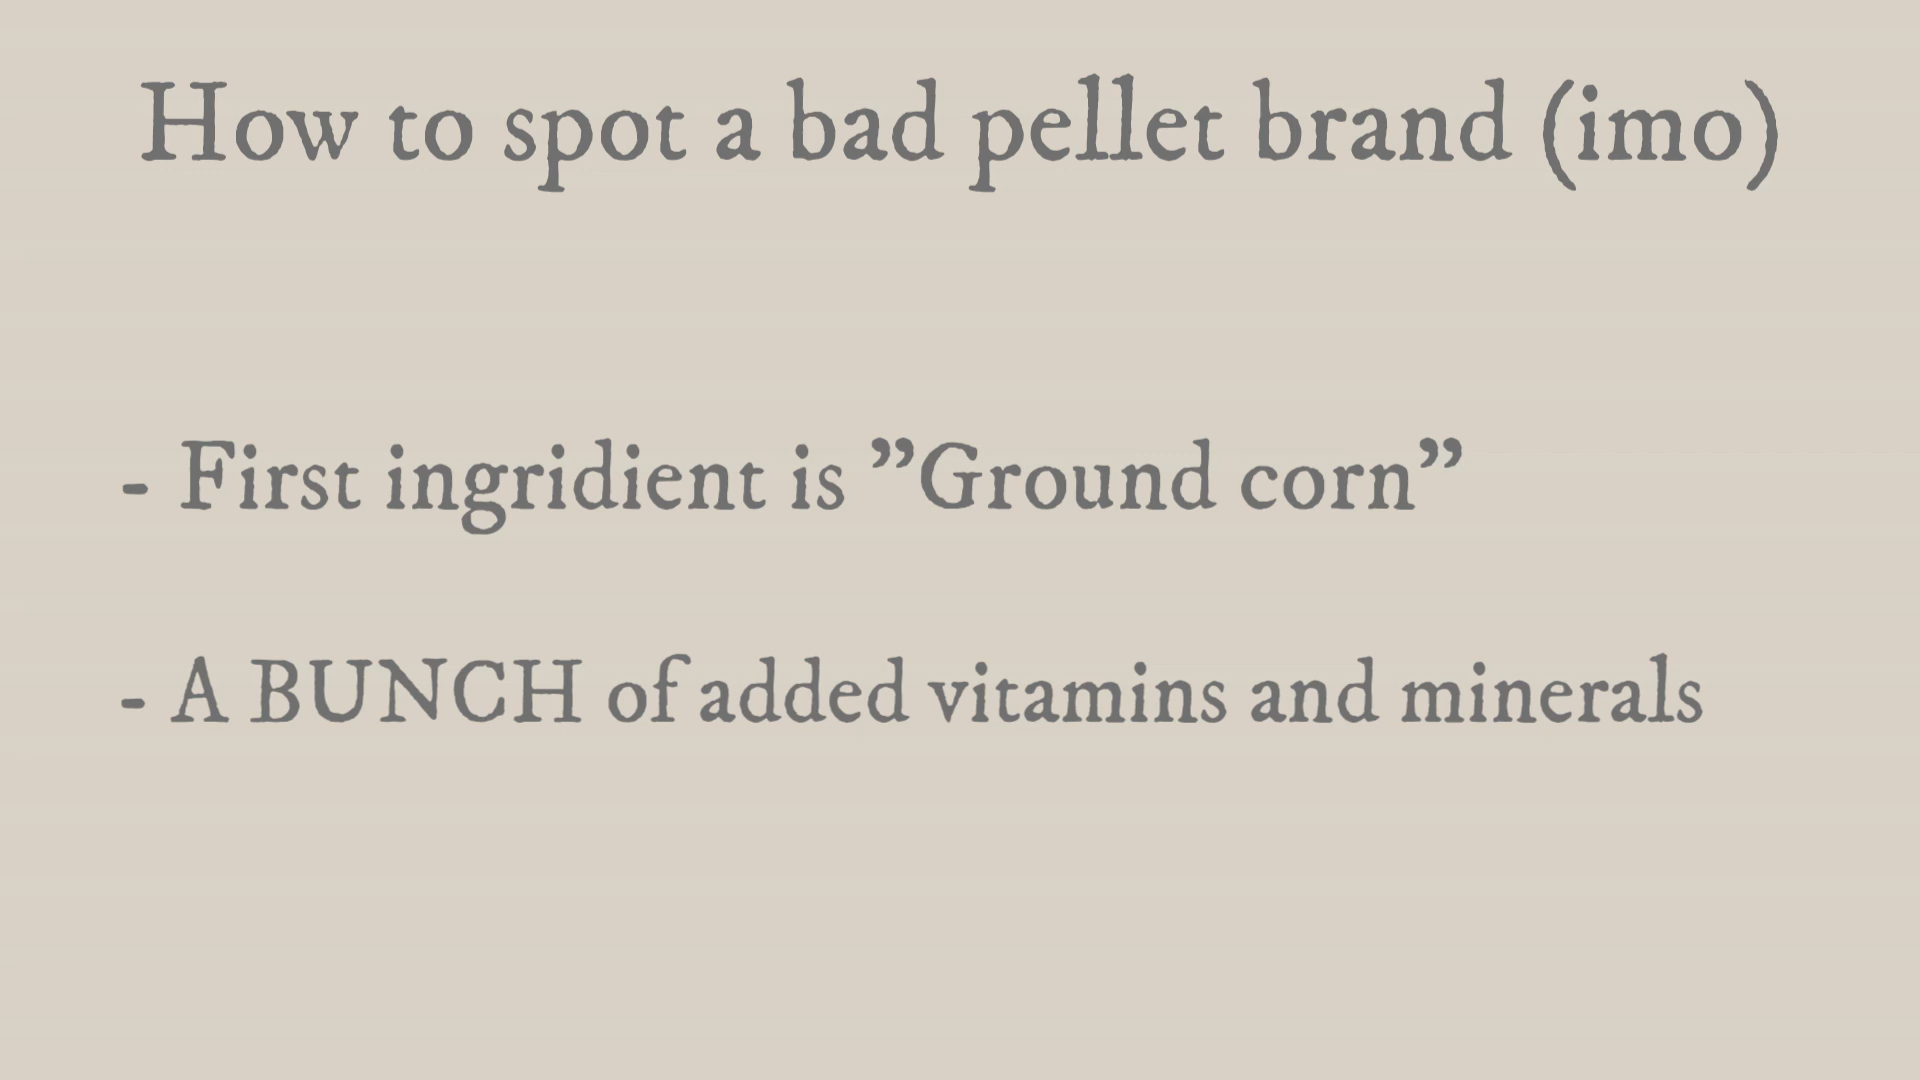 How to spot a bad pellet brand (imo)
- First ingridient is ”Ground corn”
- A BUNCH of added vitamins and minerals